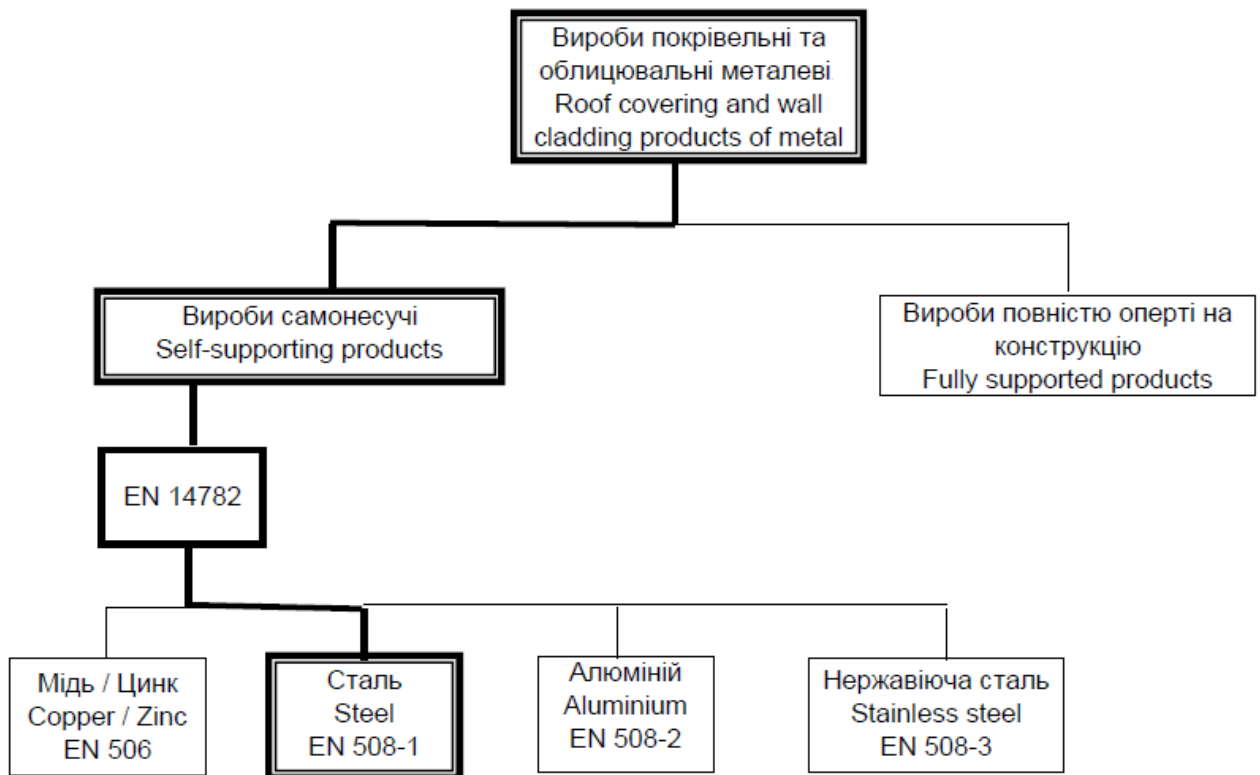 Вироби покрівельні та
облицювальні металеві
Roof covering and wall
cladding products of metal
Вироби самонесучі
Self-supporting products
Вироби повністю оперті на
конструкцію
Fully supported products
EN 14782
Мідь / Цинк
Copper / Zinc
EN 506
Сталь
Steel
EN 508-1
Алюміній
Aluminium
EN 508-2
Нержавіюча сталь
Stainless steel
EN 508-3